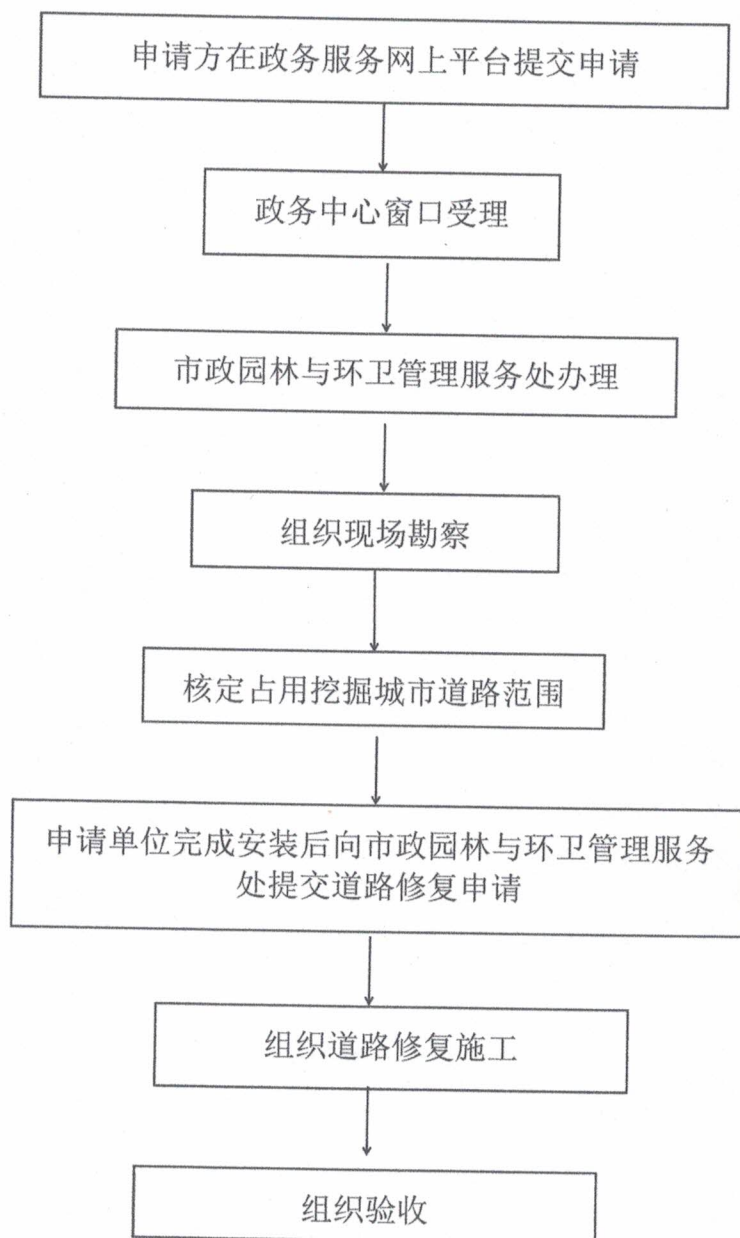 申请方在政务服务网上平台提交申请
政务中心窗口受理
市政园林与环卫管理服务处办理
组织现场勘察
核定占用挖掘城市道路范围
申请单位完成安装后向市政园林与环卫管理服务
处提交道路修复申请
组织道路修复施工
组织验收